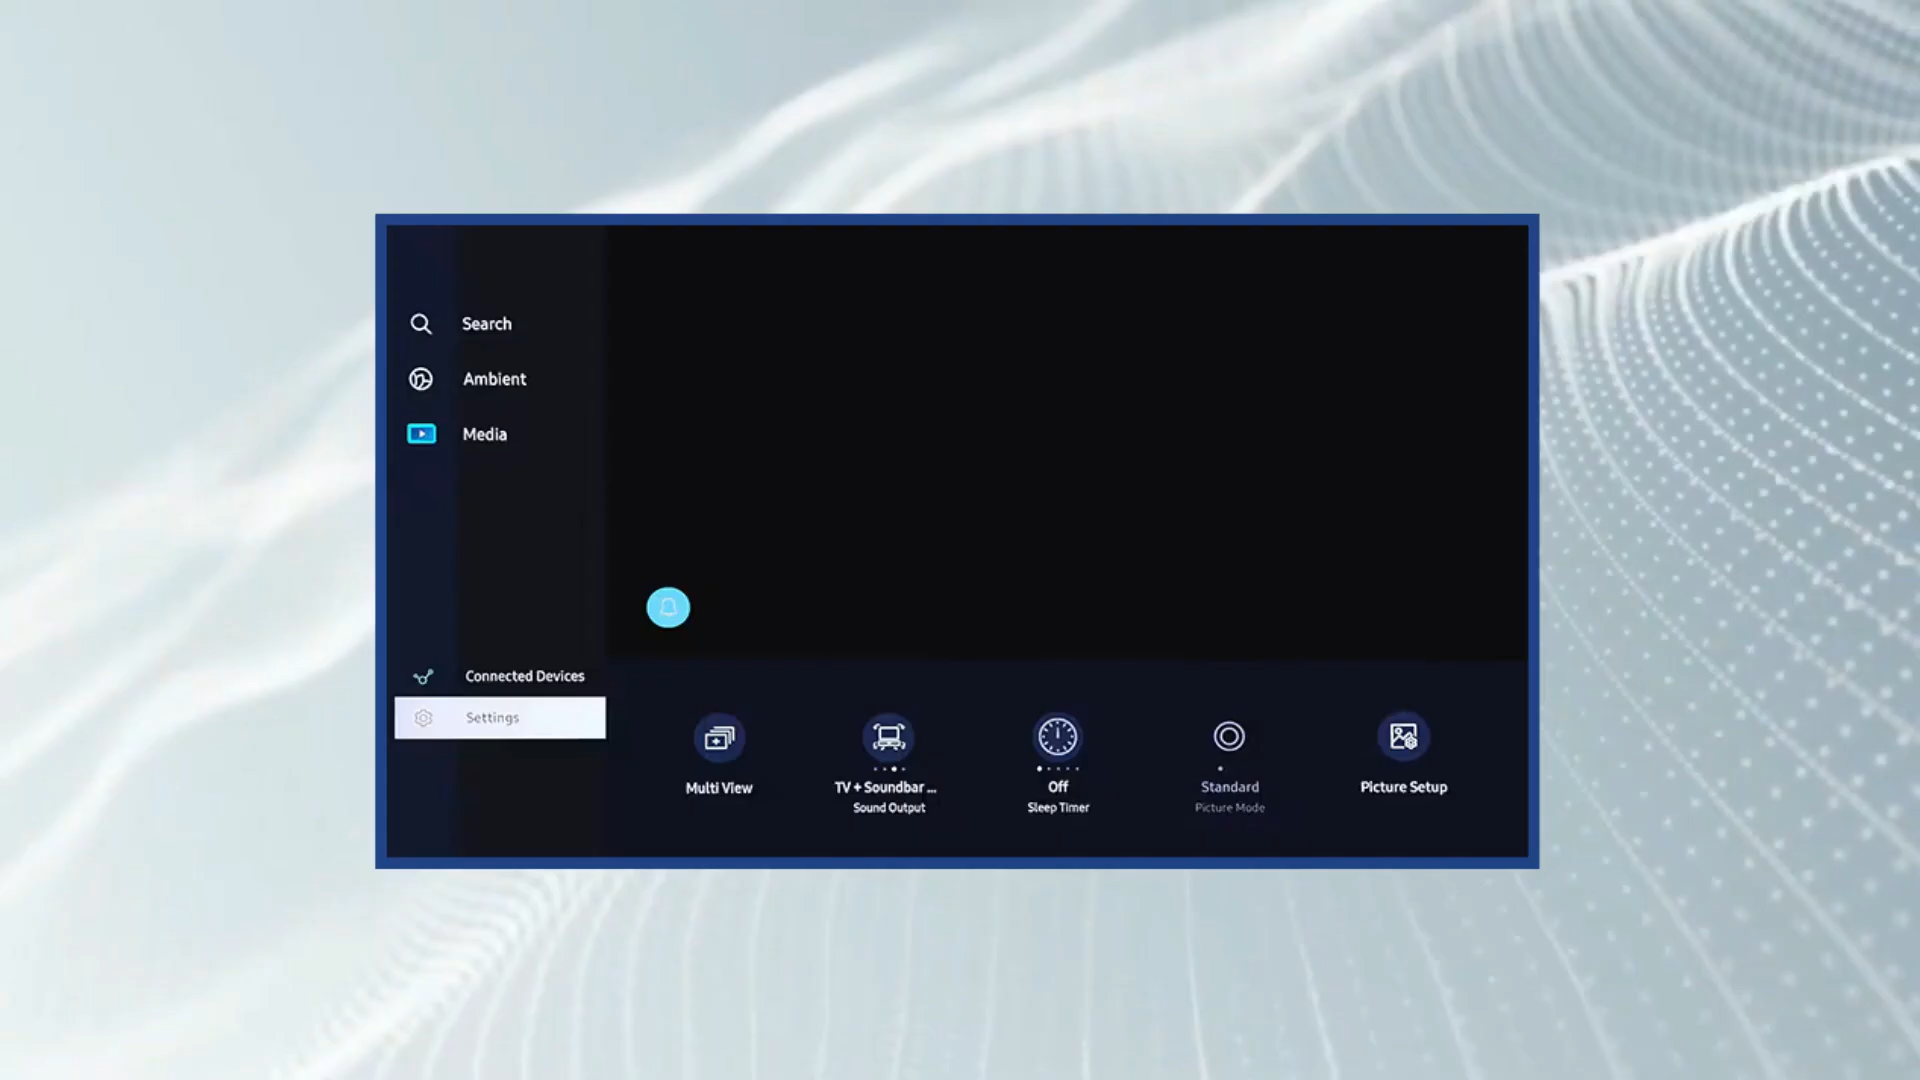 Search
Ambient
Media
Connected Devices
Settings
Multi View
TV + Soundbar ...
Sound Output
Off
Sleep Timer
Standard
Picture Mode
Picture Setup